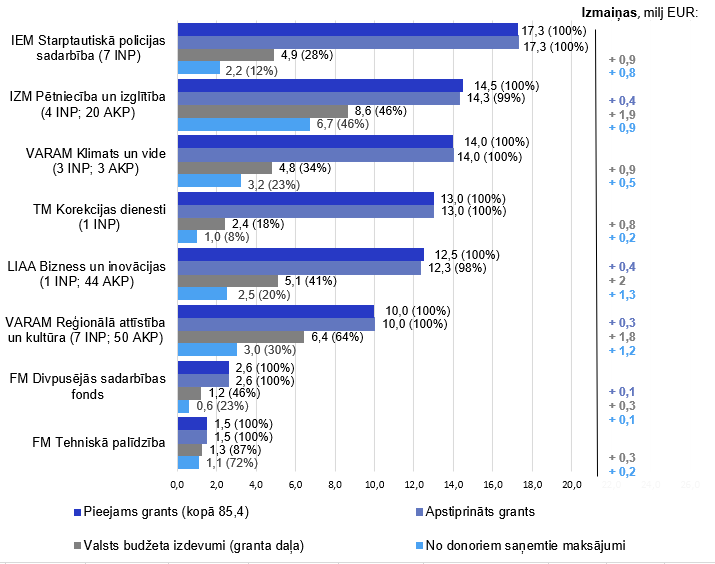 Izmaiņas, milj EUR:
IEM Starptautiskā policijas
sadarbība (7 INP)
17,3 (100%)
17,3 (100%)
4,9 (28%)
2,2 (12%)
+ 0,9
+ 0,8
IZM Pētniecība un izglītība
(4 INP; 20 AKP)
14,5 (100%)
14,3 (99%)
8,6 (46%)
6,7 (46%)
+ 0,4
+ 1,9
+ 0,9
VARAM Klimats un vide
(3 INP; 3 AKP)
14,0 (100%)
14,0 (100%)
4,8 (34%)
3,2 (23%)
+ 0,9
+ 0,5
TM Korekcijas dienesti
(1 INP)
13,0 (100%)
13,0 (100%)
2,4 (18%)
1,0 (8%)
+ 0,8
+ 0,2
LIAA Bizness un inovācijas
(1 INP; 44 AKP)
12,5 (100%)
12,3 (98%)
5,1 (41%)
2,5 (20%)
+ 0,4
+ 2
+ 1,3
VARAM Reģionālā attīstība
un kultūra (7 INP; 50 AKP)
10,0 (100%)
10,0 (100%)
6,4 (64%)
3,0 (30%)
+ 0,3
+ 1,8
+ 1,2
FM Divpusējās sadarbības
fonds
2,6 (100%)
2,6 (100%)
1,2 (46%)
0,6 (23%)
+ 0,1
+ 0,3
+ 0,1
FM Tehniskā palīdzība
1,5 (100%)
1,5 (100%)
1,3 (87%)
1,1 (72%)
+ 0,3
+ 0,2
0,0 2,0 4,0 6,0 8,0 10,0 12,0 14,0 16,0 18,0 20,0
Pieejams grants (kopā 85,4)
Apstiprināts grants
Valsts budžeta izdevumi (granta daļa)
No donoriem saņemtie maksājumi